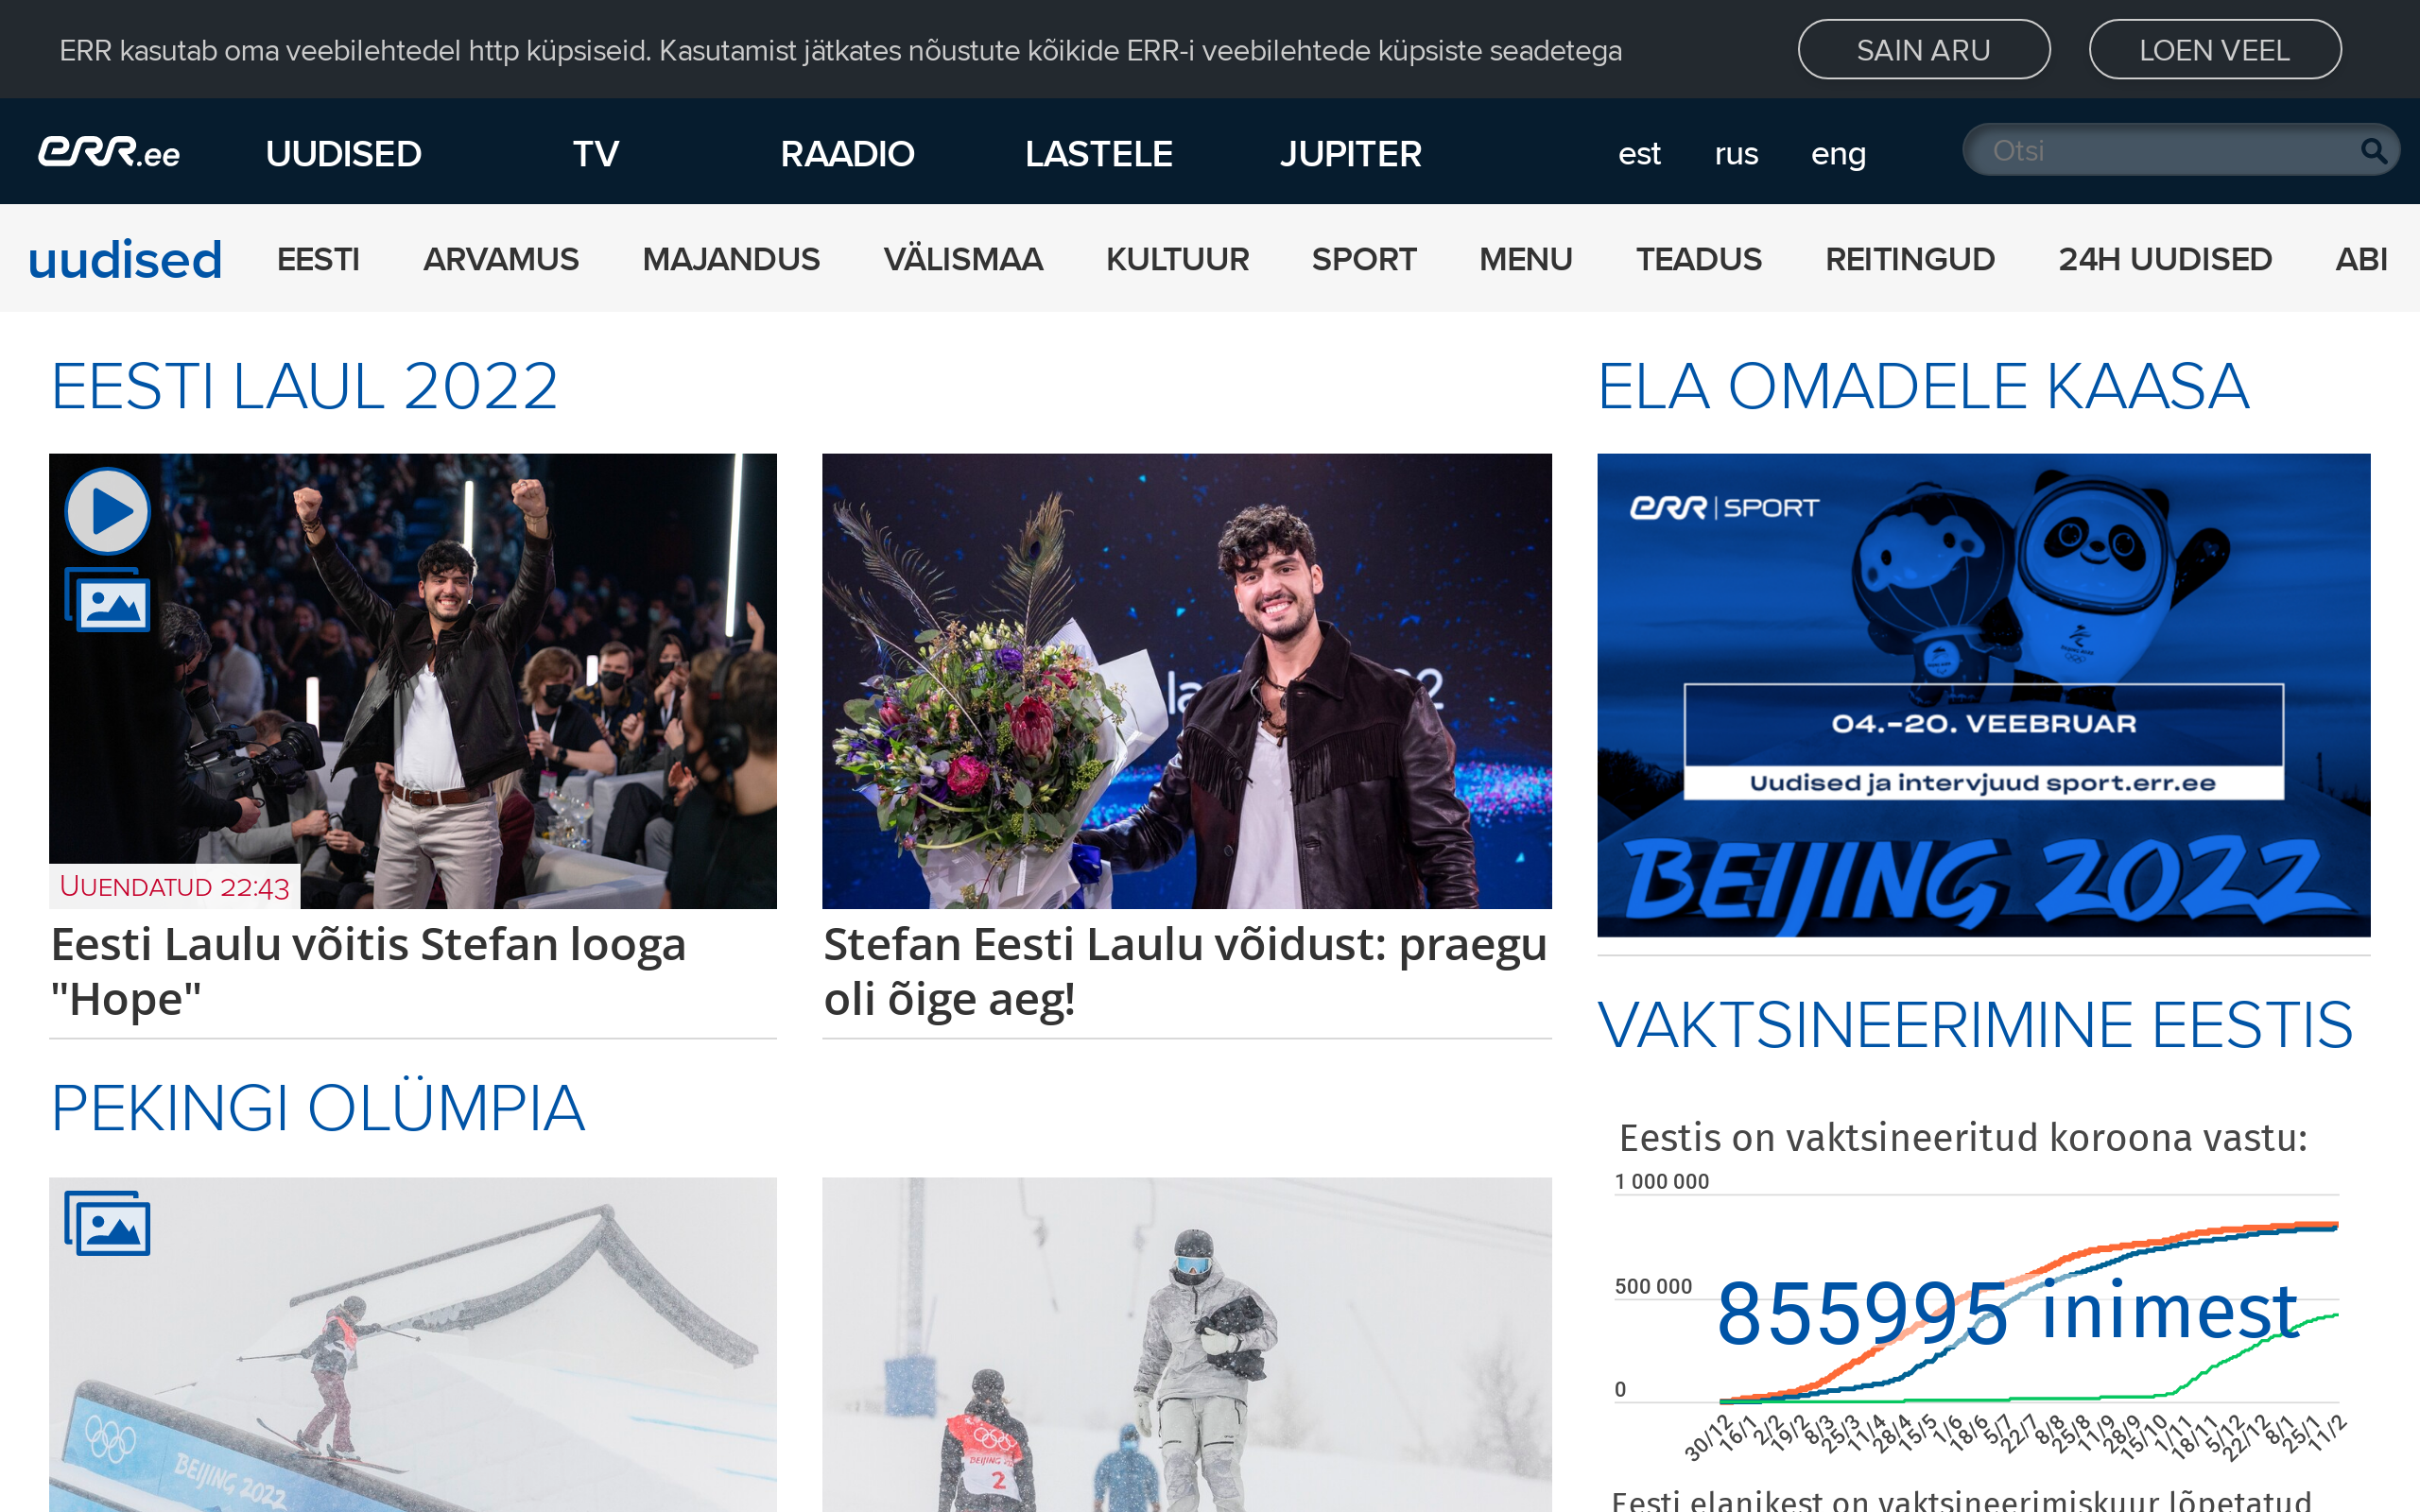 ERR kasutab oma veebilehtedel http küpsiseid. Kasutamist jätkates nõustute kõikide ERR-i veebilehtede küpsiste seadetega
SAIN ARU
LOEN VEEL
err.ee
UUDISED
TV
RAADIO
LASTELE
JUPITER
est
rus
eng
Otsi
uudised
EESTI
ARVAMUS
MAJANDUS
VÄLISMAA
KULTUUR
SPORT
MENU
TEADUS
REITINGUD
24H UUDISED
ABI
EESTI LAUL 2022
UUENDATUD 22:43
Eesti Laulu võitis Stefan looga
"Hope"
Stefan Eesti Laulu võidust: praegu
oli õige aeg!
PEKINGI OLÜMPIA
BEIJING 2022
BEIJING 2022
2
ELA OMADELE KAASA
err | SPORT
04.–20. VEEBRUAR
Uudised ja intervjuud sport.err.ee
BEIJING 2022
VAKTSINEERIMINE EESTIS
Eestis on vaktsineeritud koroona vastu:
1 000 000
500 000
855995 inimest
0
30/12 16/1 2/2 19/2 8/3 25/3 11/4 28/4 15/5 1/6 18/6 5/7 22/7 8/8 25/8 11/9 28/9 15/10 1/11 18/11 5/12 22/12 8/1 25/1 11/2
Eesti elanikest on vaktsineerimiskuur lõpetatud